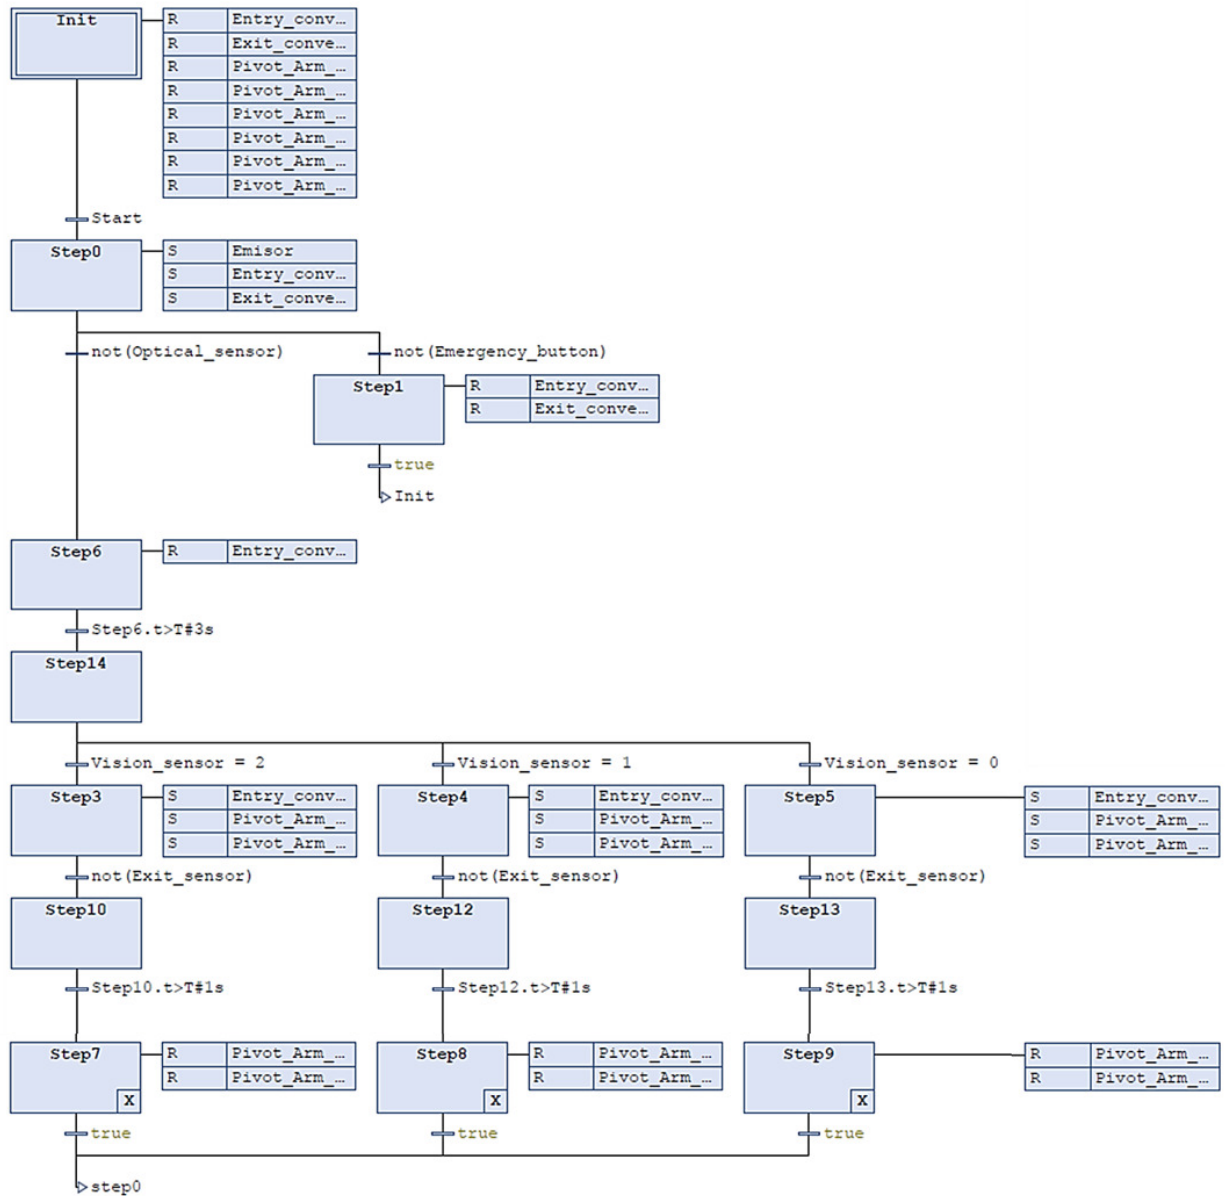 Init
R Entry_conv…
R Exit_conve…
R Pivot_Arm_…
R Pivot_Arm_…
R Pivot_Arm_…
R Pivot_Arm_…
R Pivot_Arm_…
R Pivot_Arm_…
Start
Step0
S Emisor
S Entry_conv…
S Exit_conve…
not(Optical_sensor)
not(Emergency_button)
Step1
R Entry_conv…
R Exit_conve…
true
Init
Step6
R Entry_conv…
Step6.t>T#3s
Step14
Vision_sensor = 2
Vision_sensor = 1
Vision_sensor = 0
Step3
S Entry_conv…
S Pivot_Arm_…
S Pivot_Arm_…
Step4
S Entry_conv…
S Pivot_Arm_…
S Pivot_Arm_…
Step5
S Entry_conv…
S Pivot_Arm_…
S Pivot_Arm_…
not(Exit_sensor)
not(Exit_sensor)
not(Exit_sensor)
Step10
Step12
Step13
Step10.t>T#1s
Step12.t>T#1s
Step13.t>T#1s
Step7
X
R Pivot_Arm_…
R Pivot_Arm_…
Step8
X
R Pivot_Arm_…
R Pivot_Arm_…
Step9
X
R Pivot_Arm_…
R Pivot_Arm_…
true
true
true
step0